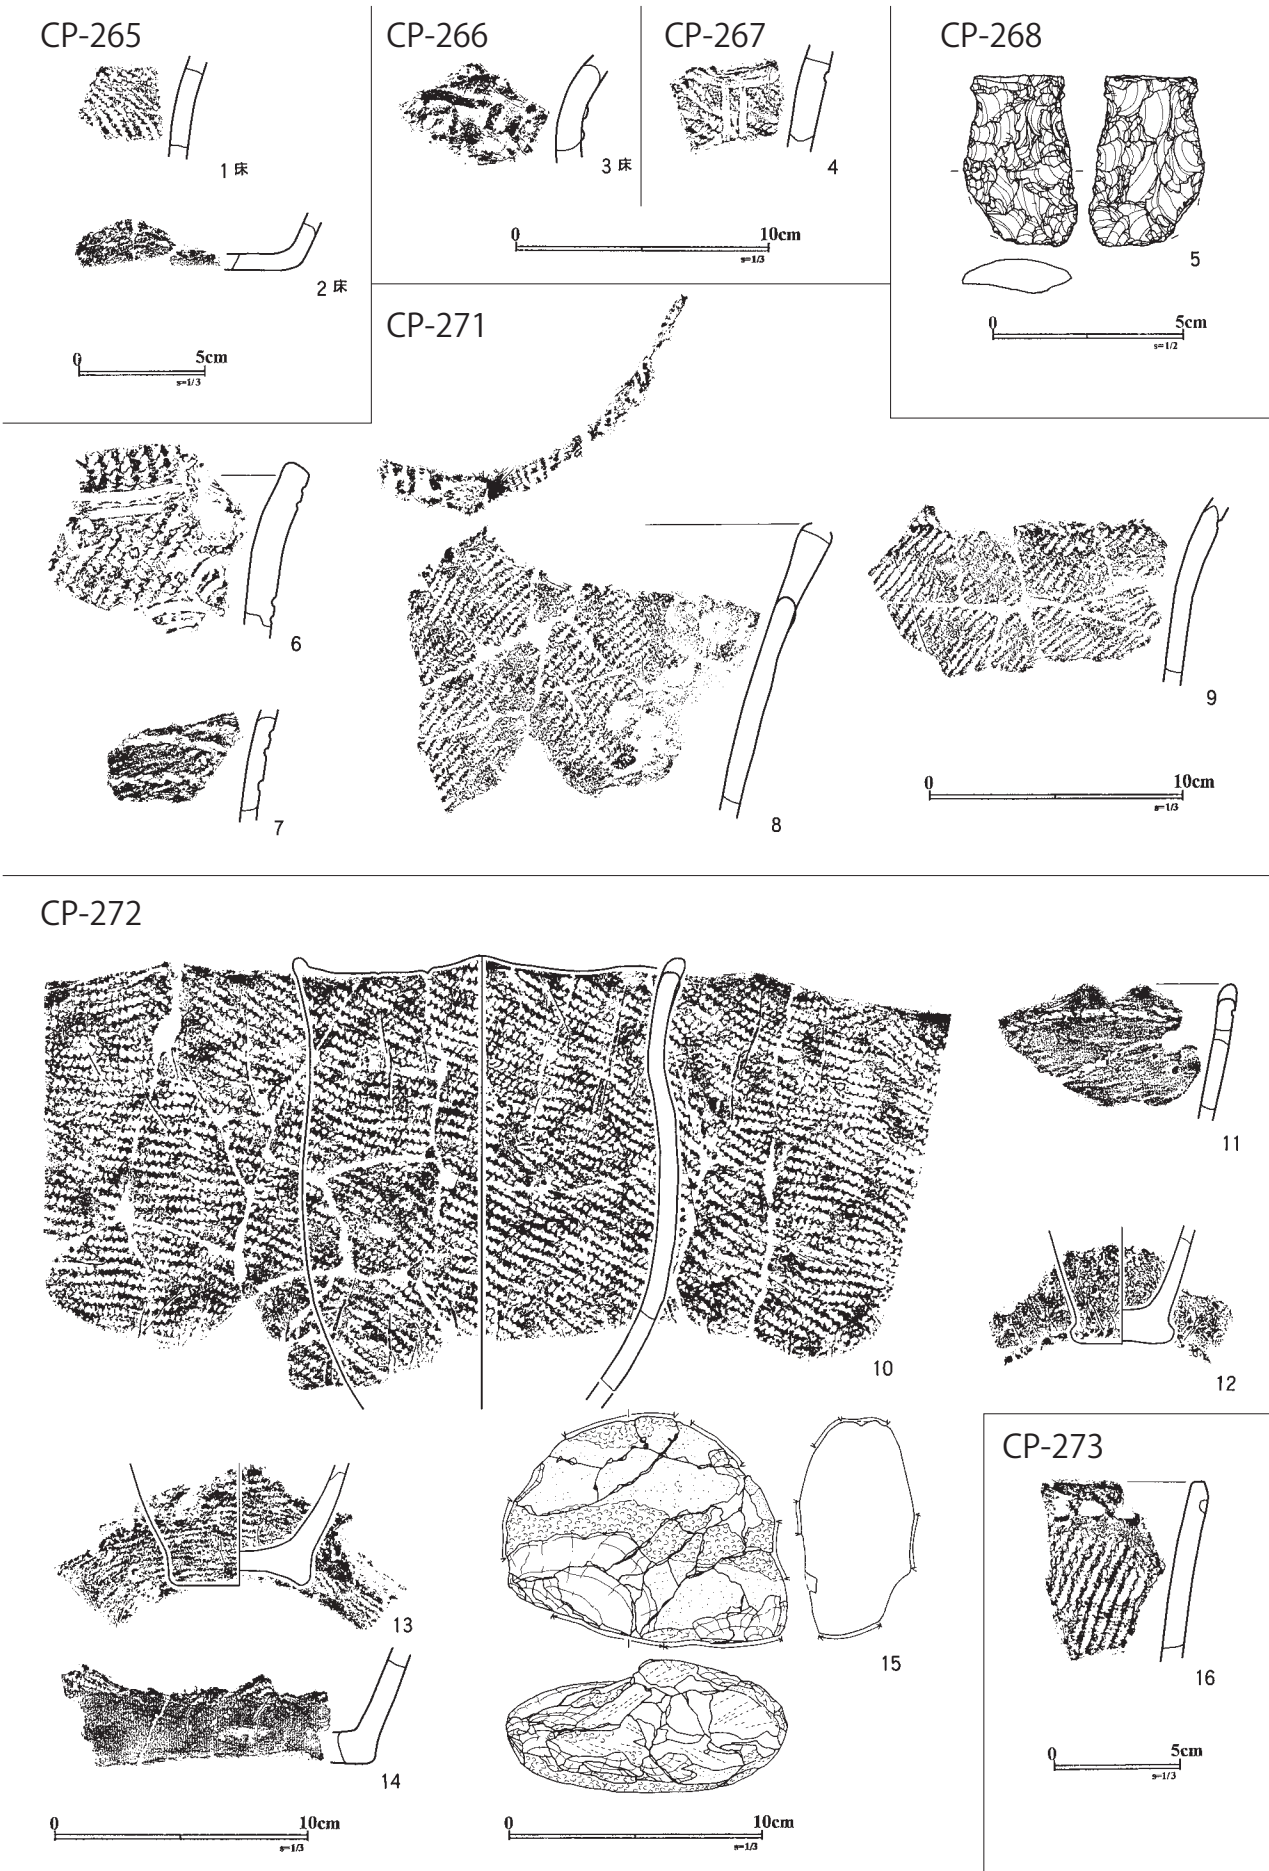 CP-265
1 床
2 床
0 5cm
s=1/3
CP-266
3 床
CP-267
4
0 10cm
s=1/3
CP-268
5
0 5cm
s=1/2
CP-271
6
7
8
9
0 10cm
s=1/3
CP-272
10
11
12
13
14
15
0 10cm
s=1/3
0 10cm
s=1/3
CP-273
16
0 5cm
s=1/3